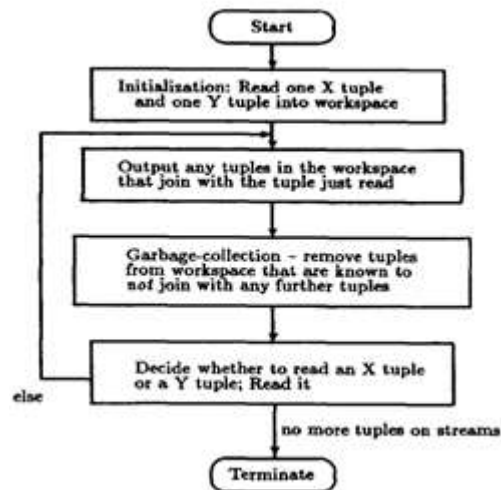 Start
Initialization: Read one X tuple
and one Y tuple into workspace
Output any tuples in the workspace
that join with the tuple just read
Garbage-collection – remove tuples
from workspace that are known to
not join with any further tuples
Decide whether to read an X tuple
or a Y tuple; Read it
else
no more tuples on streams
Terminate